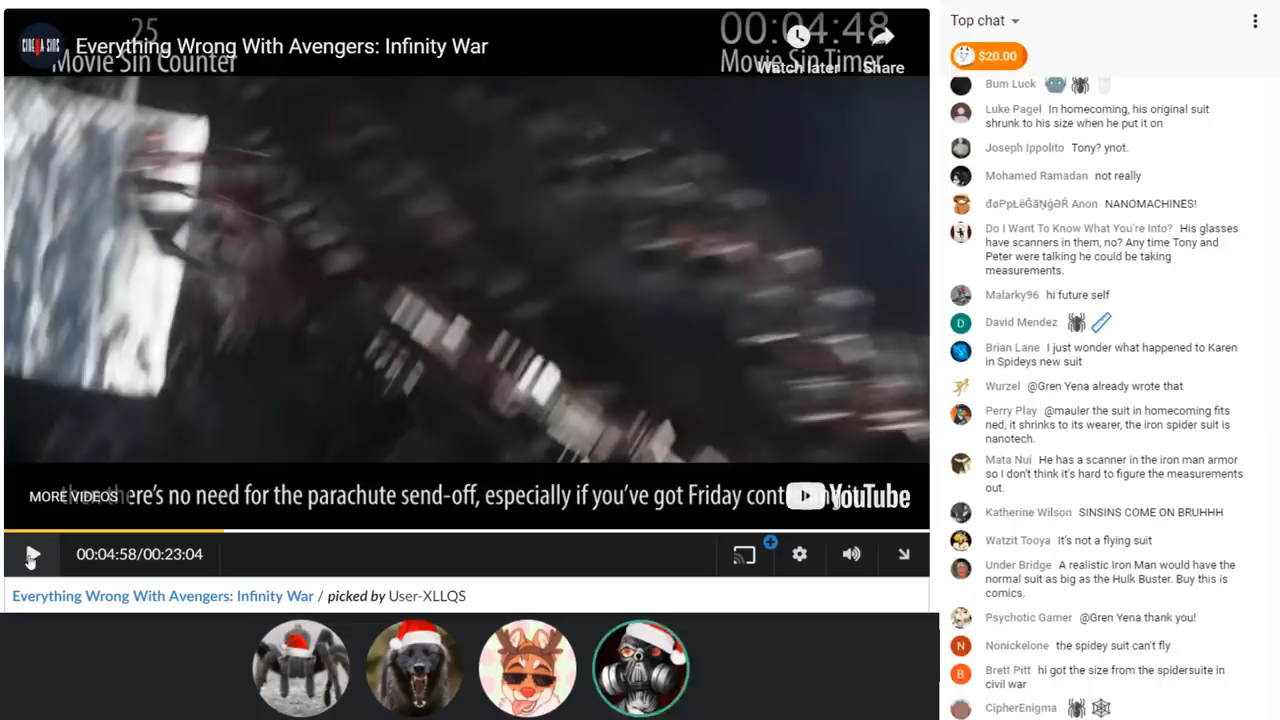 25
Movie Sin Counter
CINEMA SINS
Everything Wrong With Avengers: Infinity War
00:04:48
Movie Sin Timer
Watch later
Share
MORE VIDEOS
there's no need for the parachute send-off, especially if you've got Friday
YouTube
00:04:58/00:23:04
Everything Wrong With Avengers: Infinity War / picked by User-XLLQS
Top chat
$20.00
Bum Luck
Luke Pagel In homecoming, his original suit
shrunk to his size when he put it on
Joseph Ippolito Tony? ynot.
Mohamed Ramadan not really
Anon NANOMACHINES!
Do I Want To Know What You're Into? His glasses
have scanners in them, no? Any time Tony and
Peter were talking he could be taking
measurements.
Malarky96 hi future self
D
David Mendez
Brian Lane I just wonder what happened to Karen
in Spideys new suit
Wurzel @Gren Yena already wrote that
Perry Play @mauler the suit in homecoming fits
ned, it shrinks to its wearer, the iron spider suit is
nanotech.
Mata Nui He has a scanner in the iron man armor
so I don't think it's hard to figure the measurements
out.
Katherine Wilson SINSINS COME ON BRUHHH
Watzit Tooya It's not a flying suit
Under Bridge A realistic Iron Man would have the
normal suit as big as the Hulk Buster. Buy this is
comics.
Psychotic Gamer @Gren Yena thank you!
N
Nonickelone the spidey suit can't fly
B
Brett Pitt hi got the size from the spidersuite in
civil war
CipherEnigma